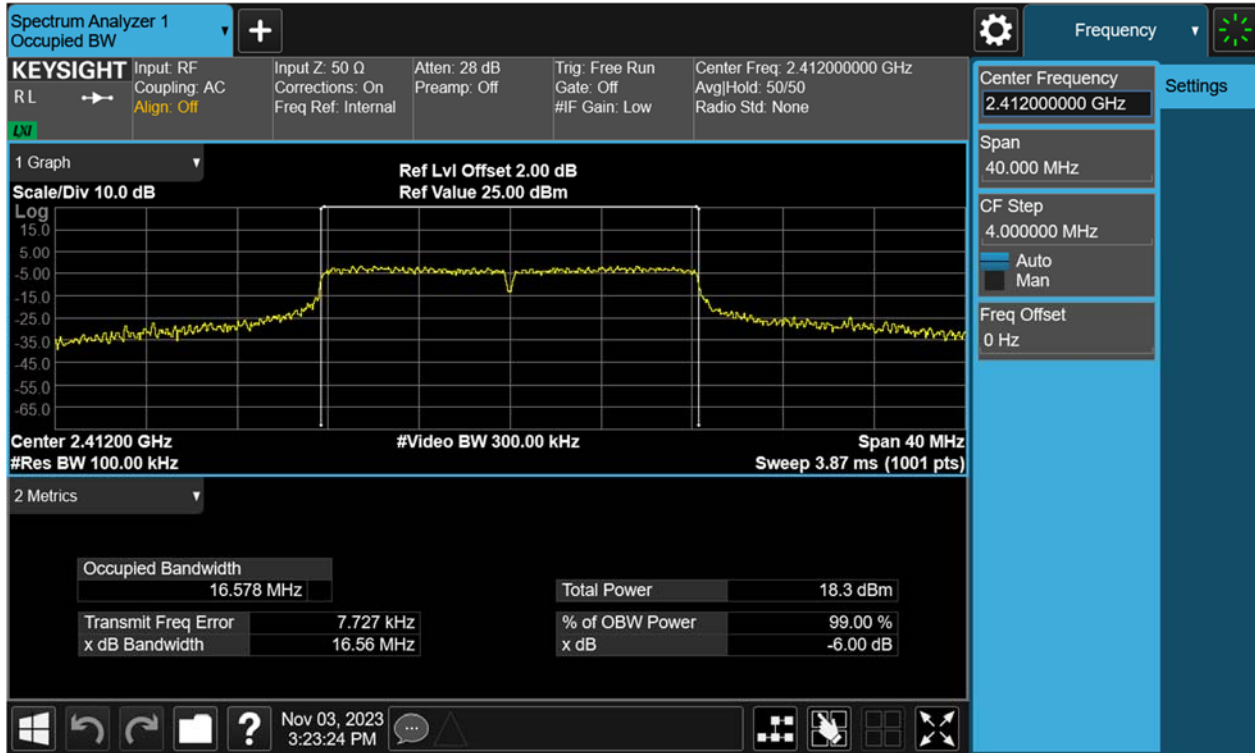 Spectrum Analyzer 1
Occupied BW
+
Frequency
KEYSIGHT
R L
LXI
Input: RF
Coupling: AC
Align: Off
Input Z: 50 Ω
Corrections: On
Freq Ref: Internal
Atten: 28 dB
Preamp: Off
Trig: Free Run
Gate: Off
#IF Gain: Low
Center Freq: 2.412000000 GHz
Avg|Hold: 50/50
Radio Std: None
Center Frequency
2.412000000 GHz
Settings
Span
40.000 MHz
CF Step
4.000000 MHz
Auto
Man
Freq Offset
0 Hz
1 Graph
Scale/Div 10.0 dB
Ref Lvl Offset 2.00 dB
Ref Value 25.00 dBm
Log
15.0
5.00
-5.00
-15.0
-25.0
-35.0
-45.0
-55.0
-65.0
Center 2.41200 GHz
#Video BW 300.00 kHz
Span 40 MHz
#Res BW 100.00 kHz
Sweep 3.87 ms (1001 pts)
2 Metrics
Occupied Bandwidth
16.578 MHz
Total Power 18.3 dBm
Transmit Freq Error 7.727 kHz
% of OBW Power 99.00 %
x dB Bandwidth 16.56 MHz
x dB -6.00 dB
?
Nov 03, 2023
3:23:24 PM